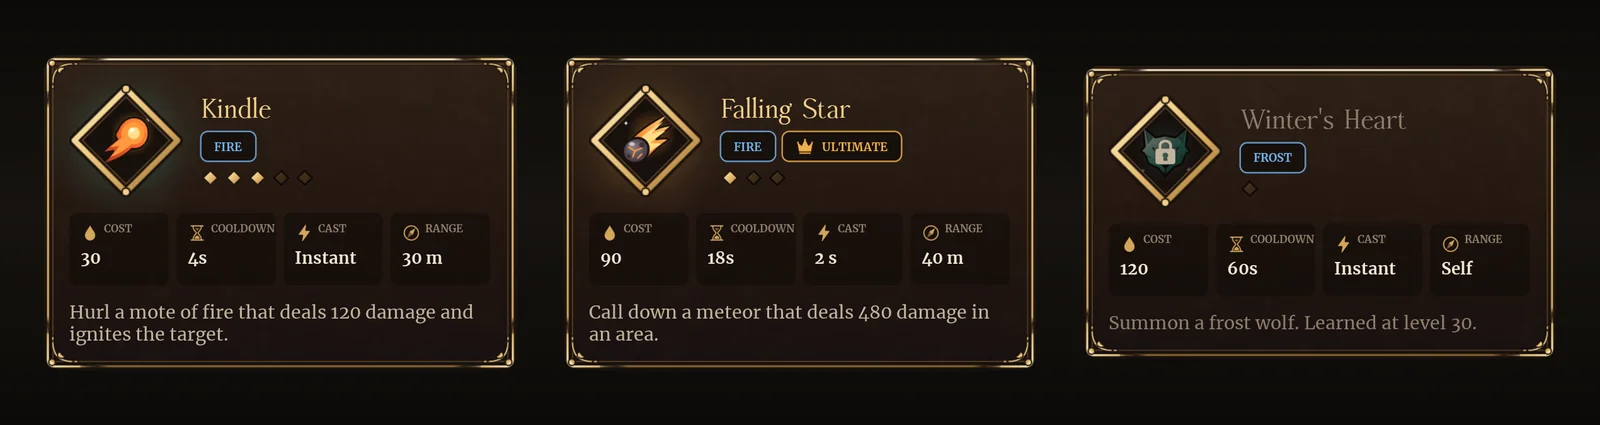 Kindle
FIRE
COST
30
COOLDOWN
4s
CAST
Instant
RANGE
30 m
Hurl a mote of fire that deals 120 damage and
ignites the target.
Falling Star
FIRE
ULTIMATE
COST
90
COOLDOWN
18s
CAST
2 s
RANGE
40 m
Call down a meteor that deals 480 damage in
an area.
Winter's Heart
FROST
COST
120
COOLDOWN
60s
CAST
Instant
RANGE
Self
Summon a frost wolf. Learned at level 30.